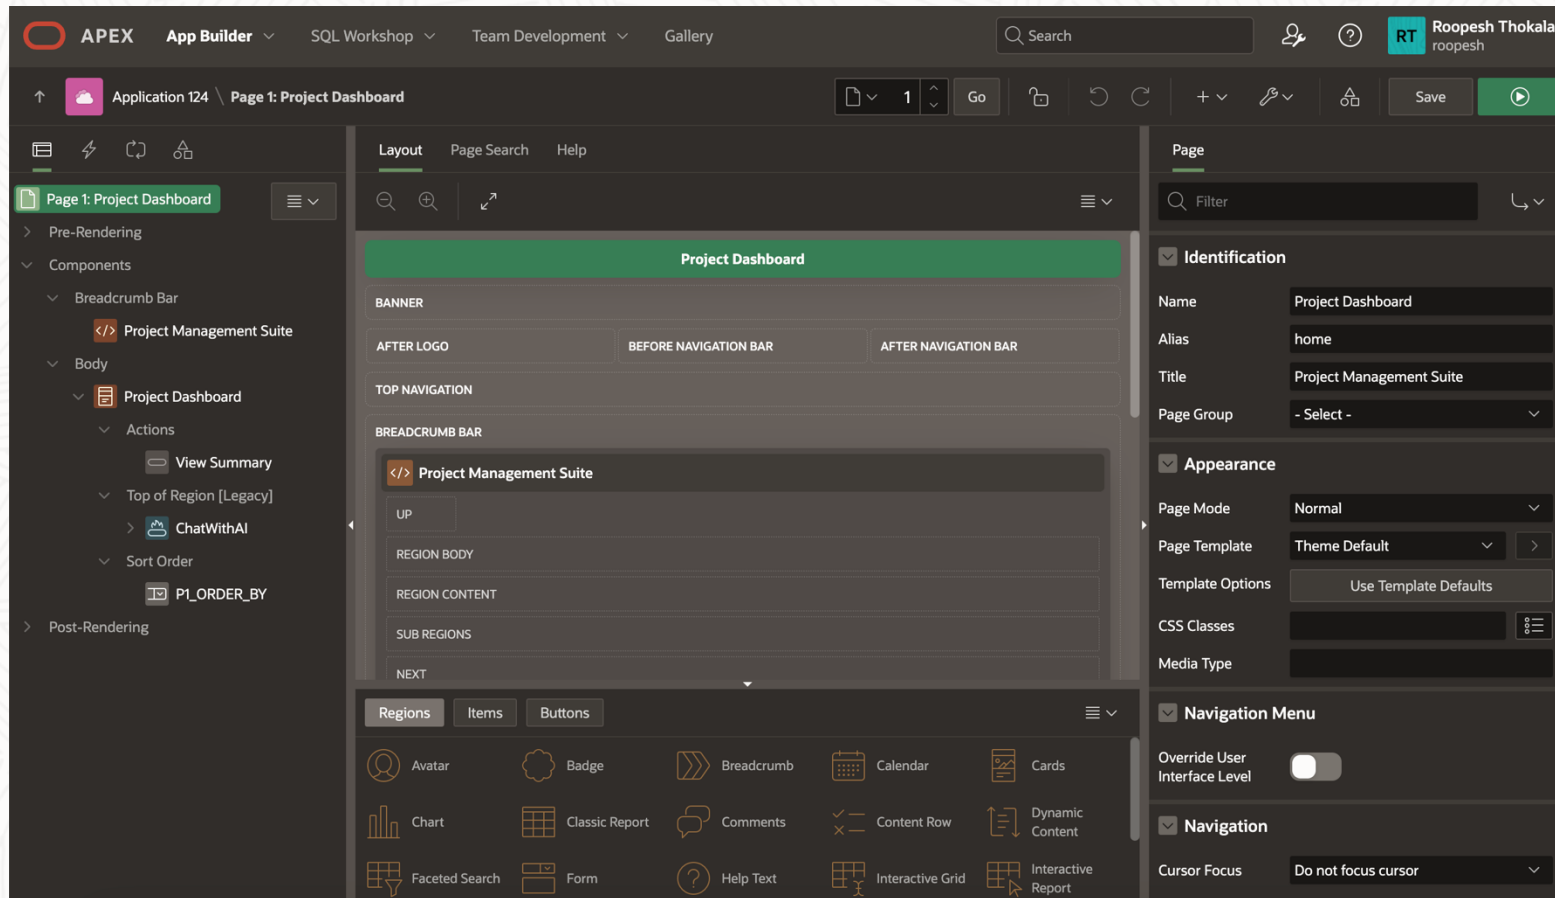 APEX App Builder SQL Workshop Team Development Gallery Search RT Roopesh Thokala
roopesh
Application 124 \ Page 1: Project Dashboard 1 Go Save
Page 1: Project Dashboard
Pre-Rendering
Components
Breadcrumb Bar
</> Project Management Suite
Body
Project Dashboard
Actions
View Summary
Top of Region [Legacy]
ChatWithAI
Sort Order
P1_ORDER_BY
Post-Rendering
Layout Page Search Help
Project Dashboard
BANNER
AFTER LOGO BEFORE NAVIGATION BAR AFTER NAVIGATION BAR
TOP NAVIGATION
BREADCRUMB BAR
</> Project Management Suite
UP
REGION BODY
REGION CONTENT
SUB REGIONS
NEXT
Regions Items Buttons
Avatar Badge Breadcrumb Calendar Cards
Chart Classic Report Comments Content Row Dynamic
Content
Faceted Search Form Help Text Interactive Grid Interactive
Report
Page
Filter
Identification
Name Project Dashboard
Alias home
Title Project Management Suite
Page Group - Select -
Appearance
Page Mode Normal
Page Template Theme Default
Template Options Use Template Defaults
CSS Classes
Media Type
Navigation Menu
Override User
Interface Level
Navigation
Cursor Focus Do not focus cursor